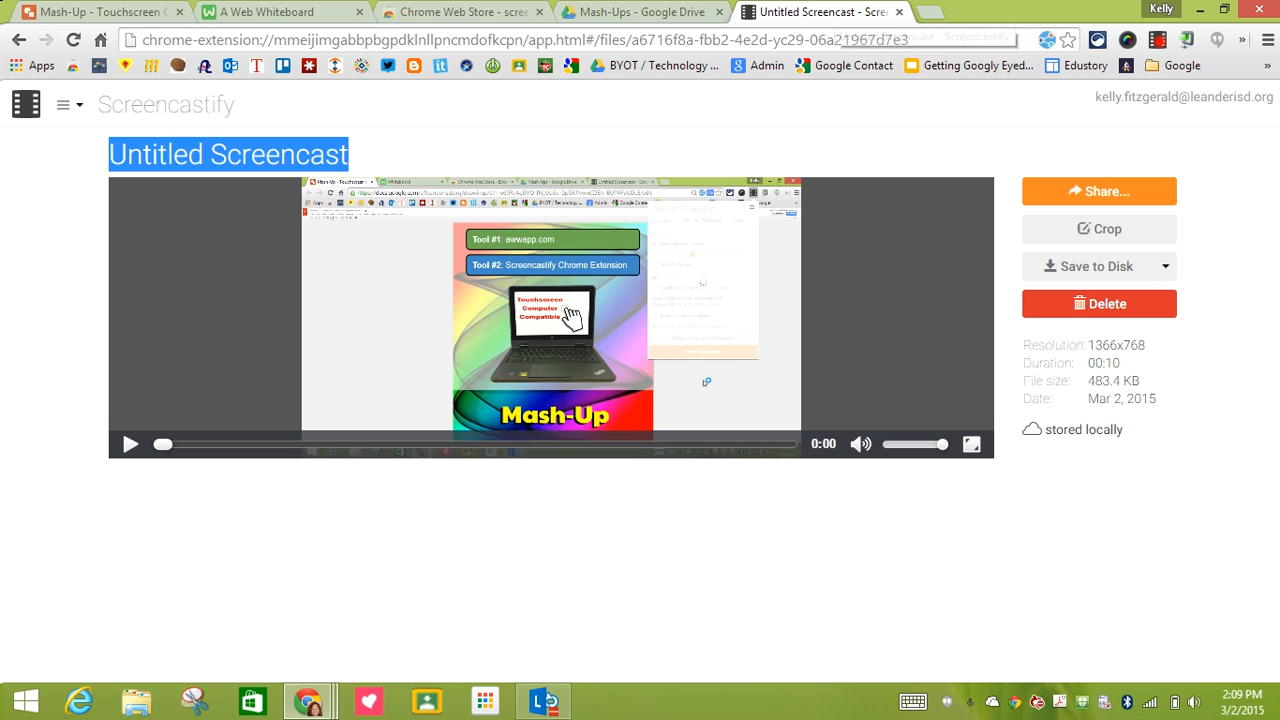 Mash-Up - Touchscreen C
A Web Whiteboard
Chrome Web Store - scree
Mash-Ups - Google Drive
Untitled Screencast - Scre
Kelly
chrome-extension://mmeijimgabbpbgpdklnllpncmdofkcpn/app.html#/files/a6716f8a-fbb2-4e2d-yc29-06a21967d7e3
Apps
BYOT / Technology ...
Admin
Google Contact
Getting Googly Eyed...
Edustory
Google
»
Screencastify
kelly.fitzgerald@leanderisd.org
Untitled Screencast
Tool #1: awwapp.com
Tool #2: Screencastify Chrome Extension
Touchscreen
Computer
Compatible
Mash-Up
0:00
Share...
Crop
Save to Disk
Delete
Resolution: 1366x768
Duration: 00:10
File size: 483.4 KB
Date: Mar 2, 2015
stored locally
2:09 PM
3/2/2015